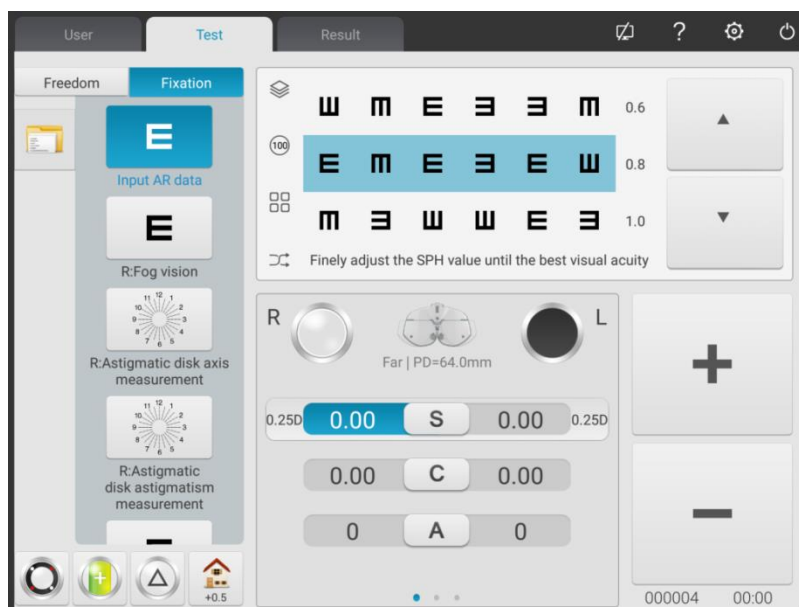 User
Test
Result
?
Freedom
Fixation
Input AR data
R:Fog vision
R:Astigmatic disk axis
measurement
R:Astigmatic
disk astigmatism
measurement
+0.5
100
0.6
0.8
1.0
Finely adjust the SPH value until the best visual acuity
R
L
Far | PD=64.0mm
0.25D 0.00 S 0.00 0.25D
0.00 C 0.00
0 A 0
+
−
000004 00:00